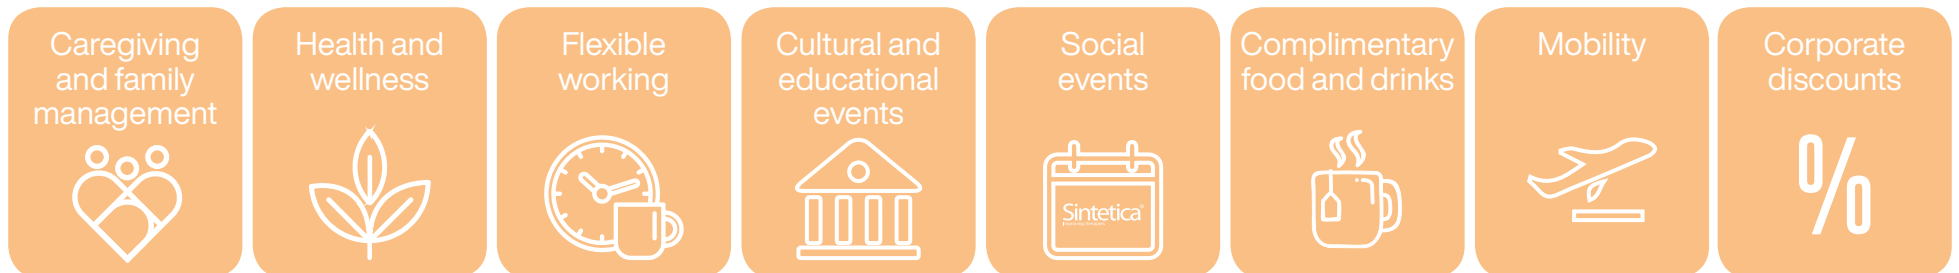 Caregiving
and family
management
Health and
wellness
Flexible
working
Cultural and
educational
events
Social
events
Sintetica®
Complimentary
food and drinks
Mobility
Corporate
discounts
%